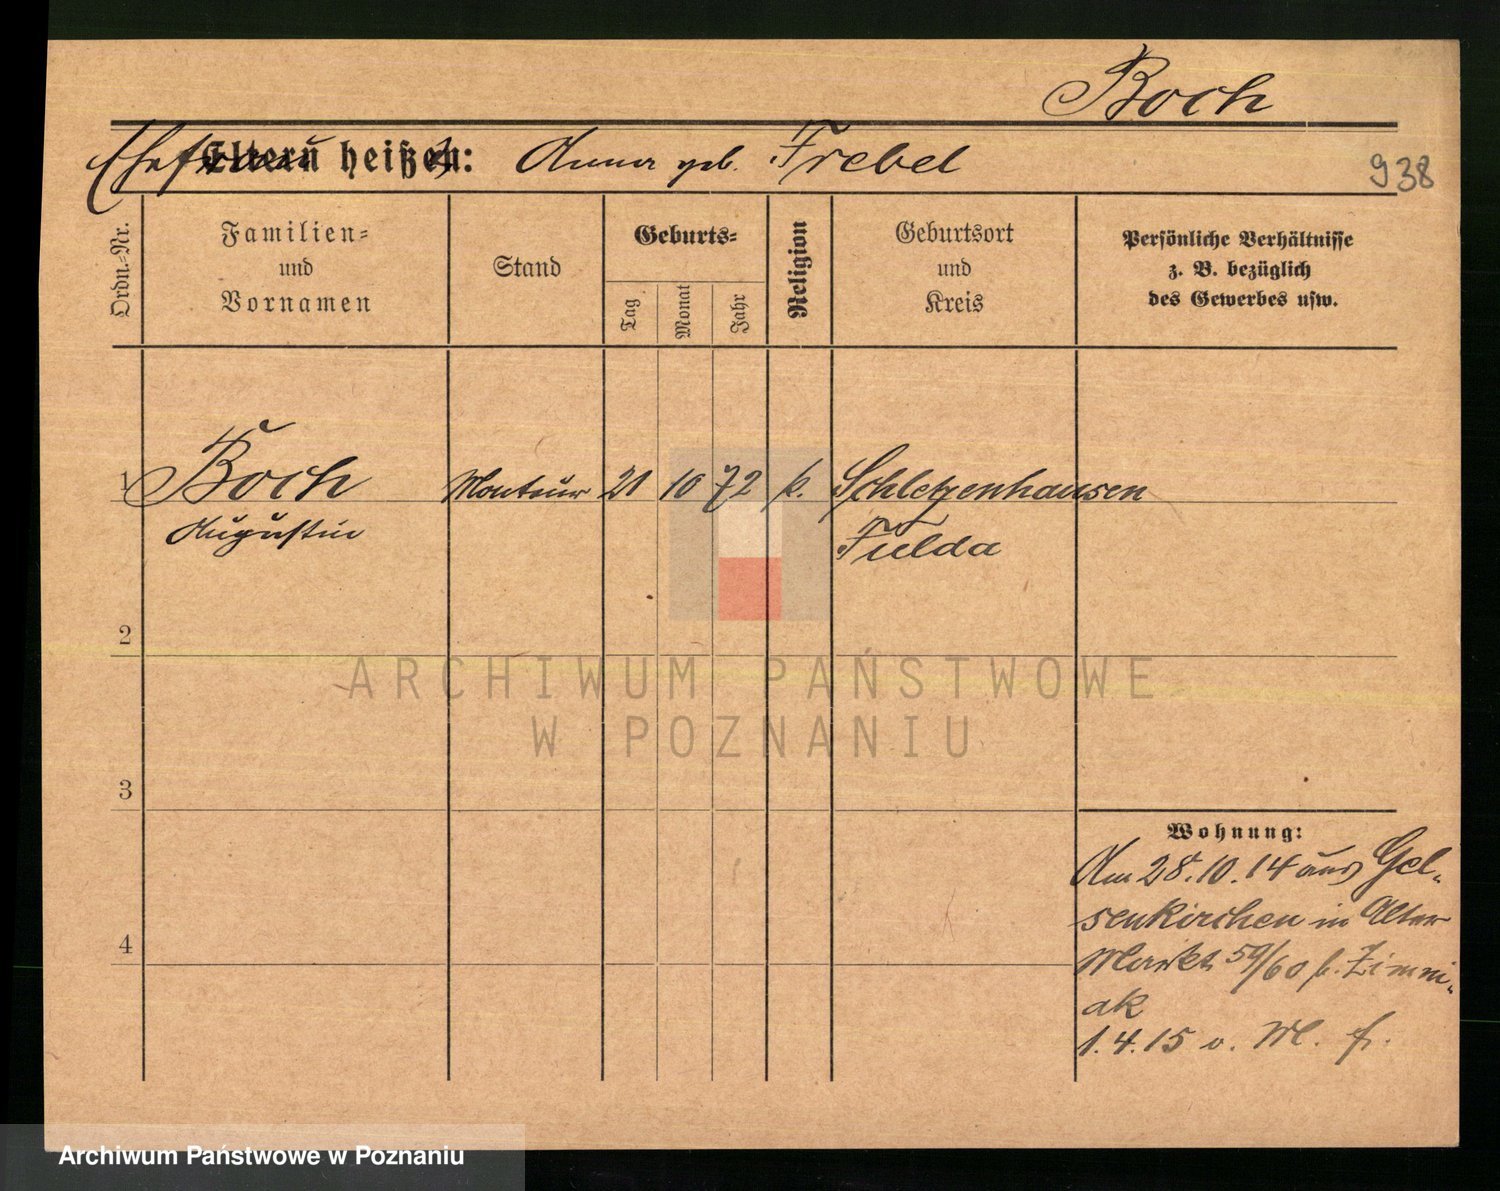 Boch
Ehefrau
Eltern heißen: Anna geb. Frebel
938
Ordn.-Nr.
Familien-
und
Vornamen
Stand
Geburts-
Tag
Monat
Jahr
Religion
Geburtsort
und
Kreis
Persönliche Verhältnisse
z. B. bezüglich
des Gewerbes usw.
1 Boch Monteur 21 10 72 k. Schletzenhausen
Augustin Fulda
2
ARCHIWUM PAŃSTWOWE
W POZNANIU
3
Wohnung:
Am 28.10.14 aus Gel-
senkirchen in Alter
4
Markt 59/60 b. Zimni-
ak
1.4.15 v. M. f.
Archiwum Państwowe w Poznaniu